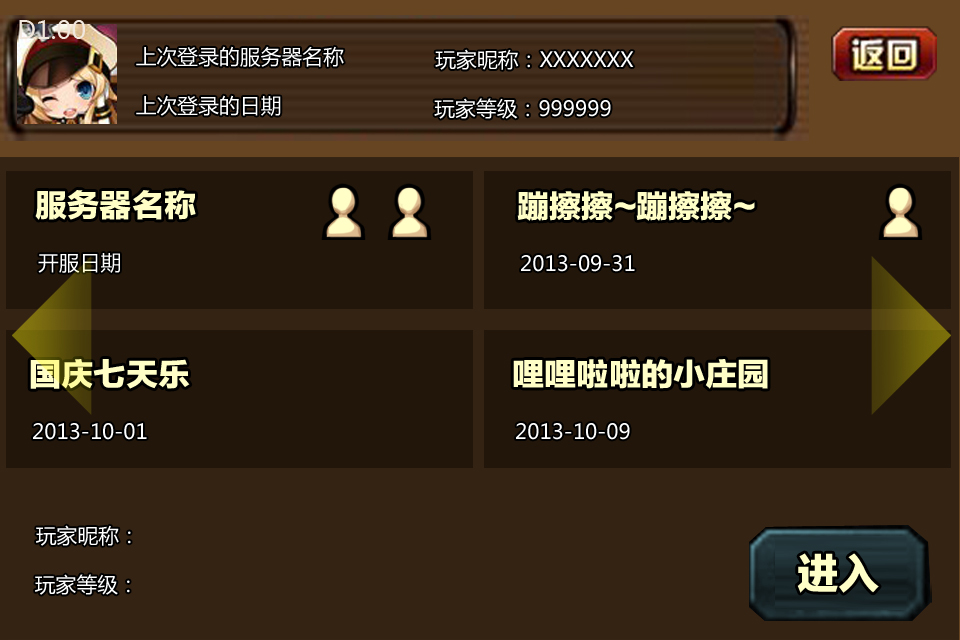 D1.00
上次登录的服务器名称
玩家昵称：XXXXXXX
返回
上次登录的日期
玩家等级：999999
服务器名称
蹦擦擦~蹦擦擦~
开服日期
2013-09-31
国庆七天乐
哩哩啦啦的小庄园
2013-10-01
2013-10-09
玩家昵称：
玩家等级：
进入